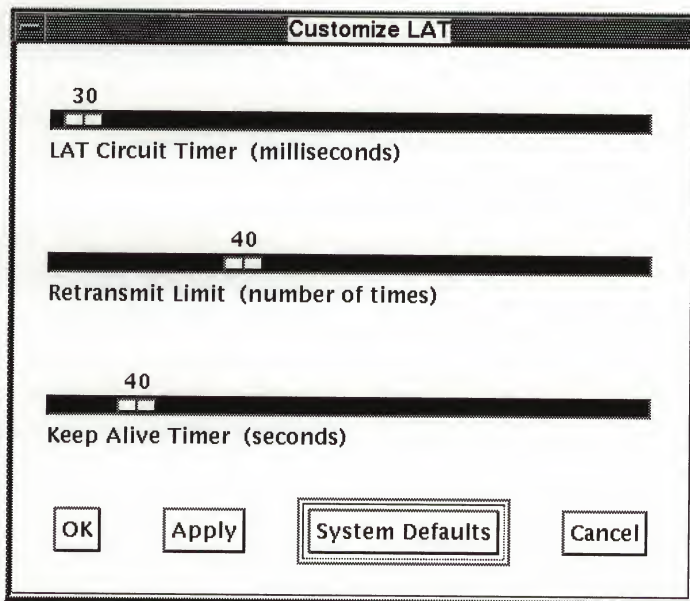 Customize LAT
30
LAT Circuit Timer (milliseconds)
40
Retransmit Limit (number of times)
40
Keep Alive Timer (seconds)
OK Apply System Defaults Cancel